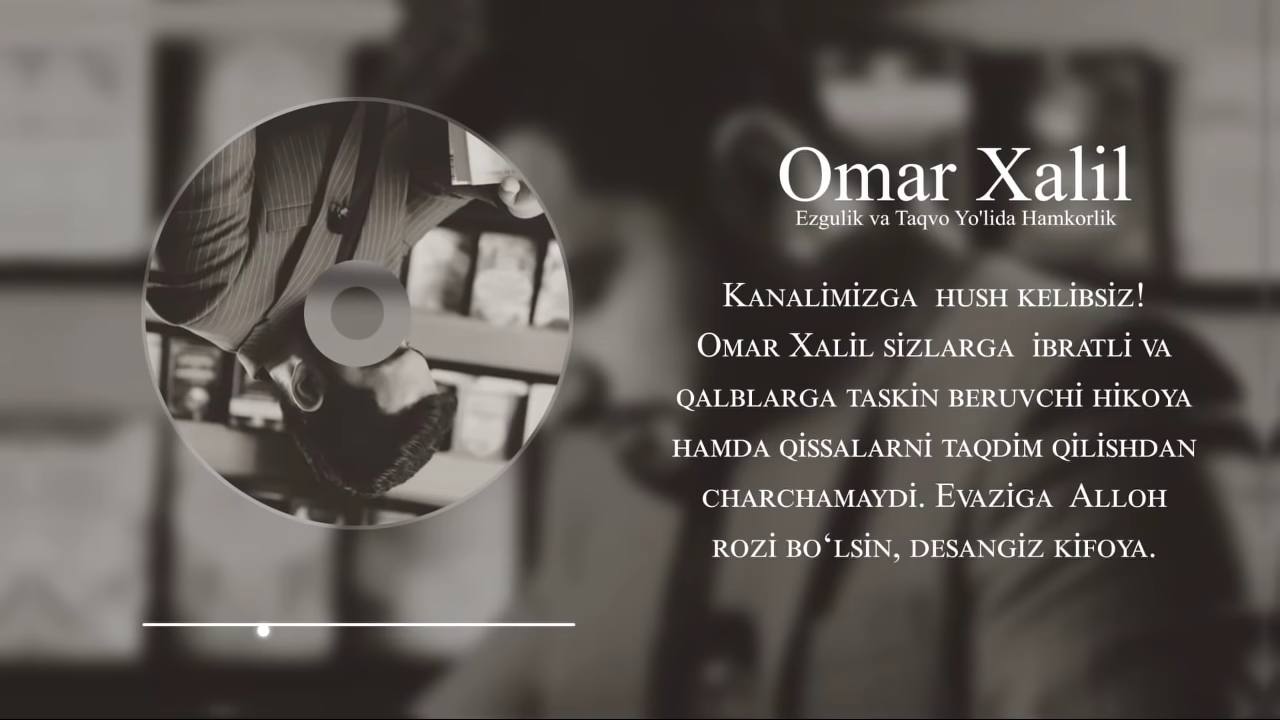 Omar Xalil
Ezgulik va Taqvo Yo'lida Hamkorlik
Kanalimizga hush kelibsiz!
Omar Xalil sizlarga ibratli va
qalblarga taskin beruvchi hikoya
hamda qissalarni taqdim qilishdan
charchamaydi. Evaziga Alloh
rozi bo‘lsin, desangiz kifoya.